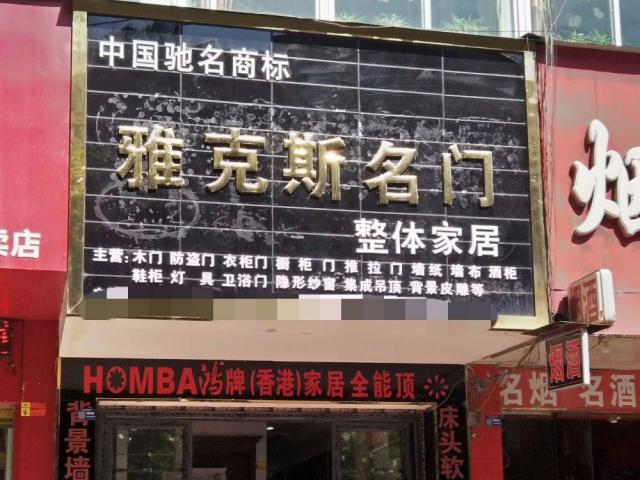 中国驰名商标
雅克斯名门
整体家居
主营:木门 防盗门 衣柜门 橱柜门 推拉门 墙纸 墙布 酒柜
鞋柜 灯具 卫浴门 隐形纱窗 集成吊顶 背景皮雕等
HOMBA鸿牌(香港)家居全能顶
背景墙
床头软
卖店
烟
酒
烟酒
名烟 名酒